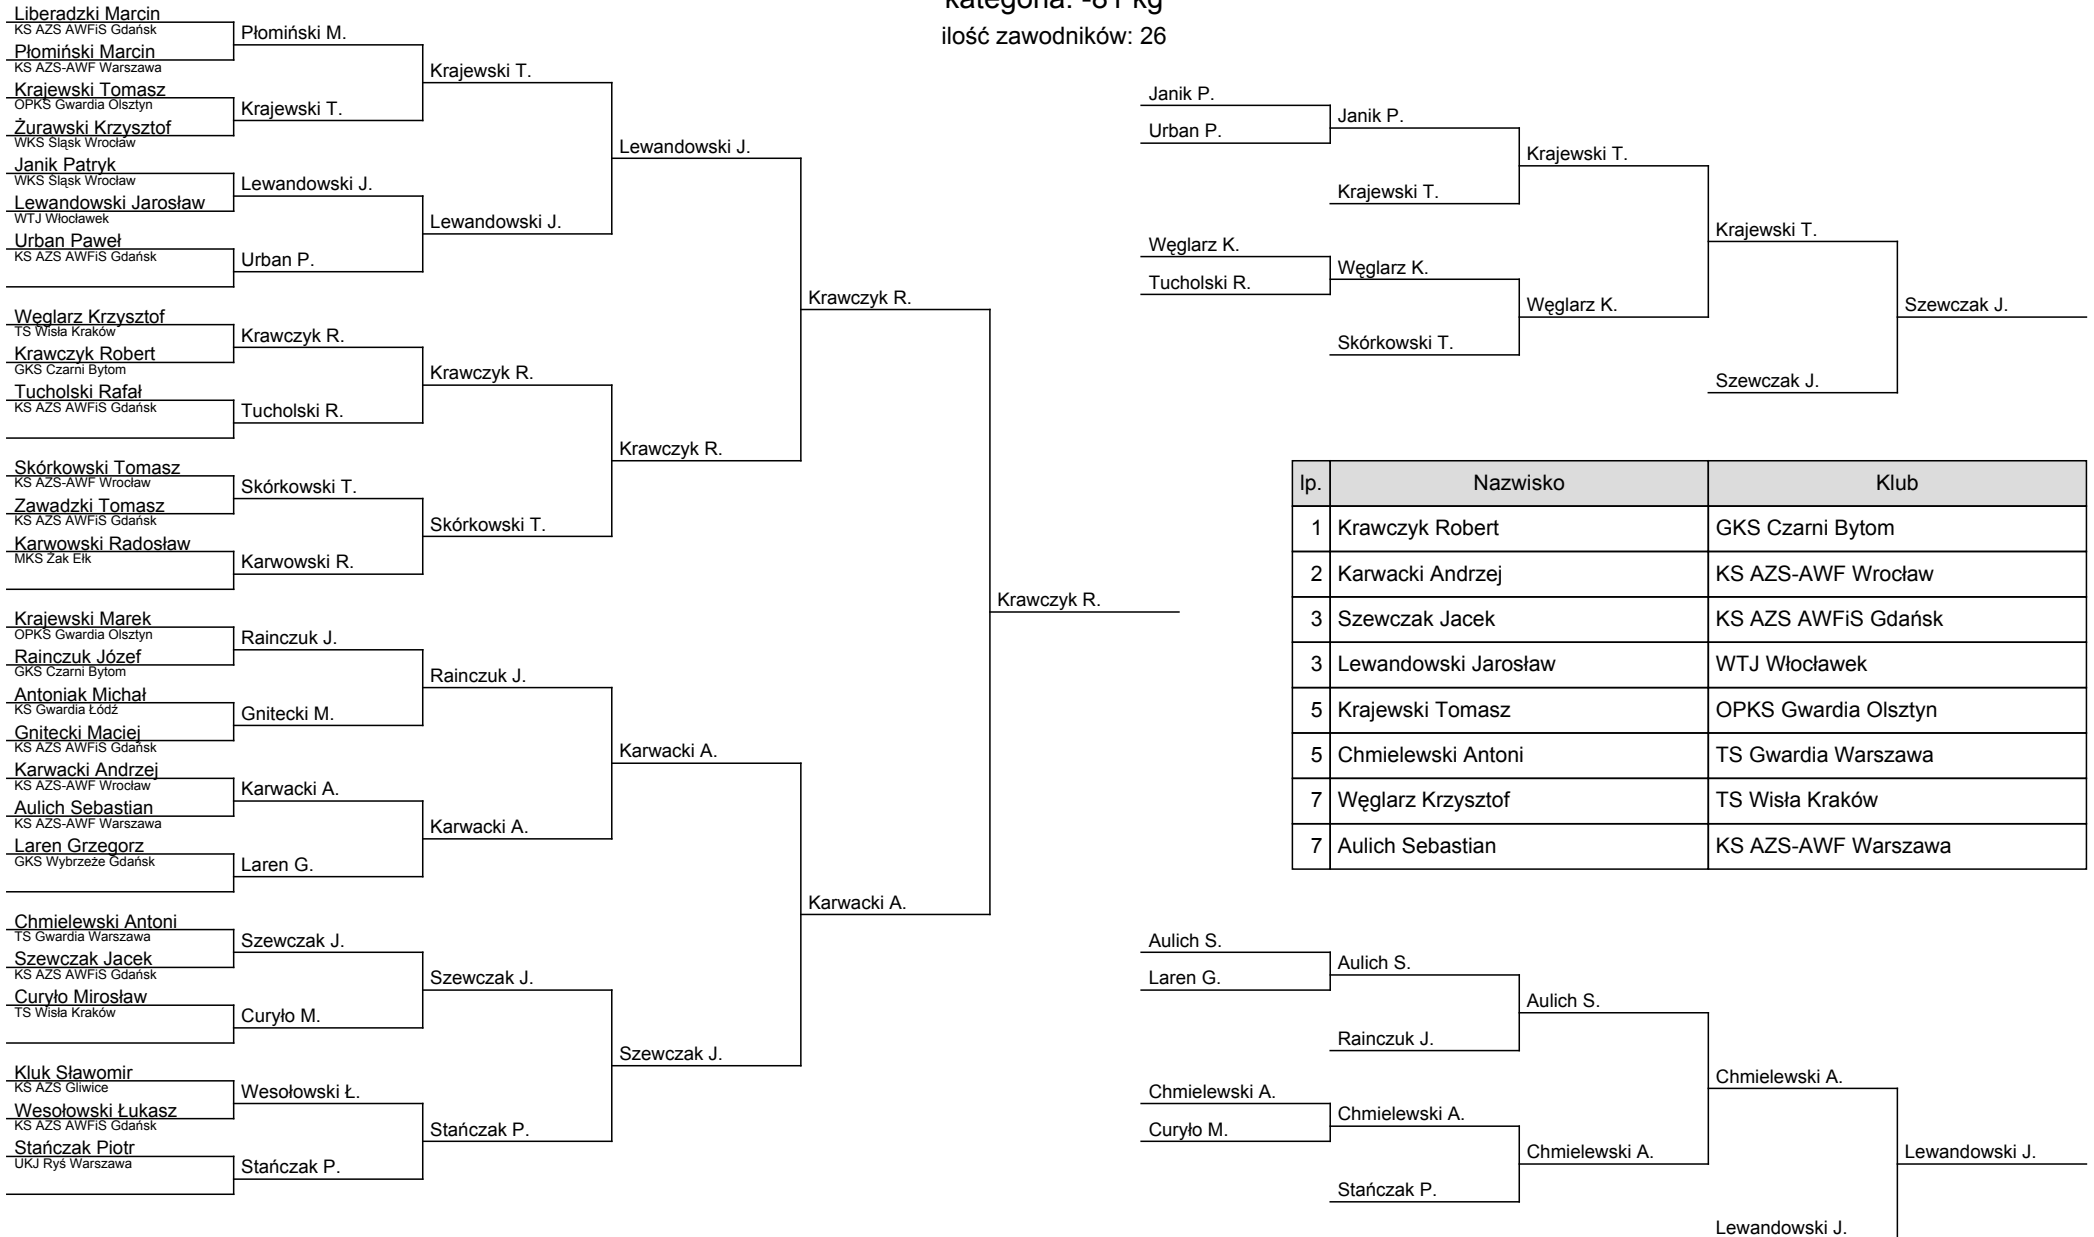 kategoria: -81 kg
ilość zawodników: 26
Liberadzki Marcin
KS AZS AWFiS Gdańsk
Płomiński Marcin
KS AZS-AWF Warszawa
Krajewski Tomasz
OPKS Gwardia Olsztyn
Żurawski Krzysztof
WKS Śląsk Wrocław
Janik Patryk
WKS Śląsk Wrocław
Lewandowski Jarosław
WTJ Włocławek
Urban Paweł
KS AZS AWFiS Gdańsk
Węglarz Krzysztof
TS Wisła Kraków
Krawczyk Robert
GKS Czarni Bytom
Tucholski Rafał
KS AZS AWFiS Gdańsk
Skórkowski Tomasz
KS AZS-AWF Wrocław
Zawadzki Tomasz
KS AZS AWFiS Gdańsk
Karwowski Radosław
MKS Żak Ełk
Krajewski Marek
OPKS Gwardia Olsztyn
Rainczuk Józef
GKS Czarni Bytom
Antoniak Michał
KS Gwardia Łódź
Gnitecki Maciej
KS AZS AWFiS Gdańsk
Karwacki Andrzej
KS AZS-AWF Wrocław
Aulich Sebastian
KS AZS-AWF Warszawa
Laren Grzegorz
GKS Wybrzeże Gdańsk
Chmielewski Antoni
TS Gwardia Warszawa
Szewczak Jacek
KS AZS AWFiS Gdańsk
Curyło Mirosław
TS Wisła Kraków
Kluk Sławomir
KS AZS Gliwice
Wesołowski Łukasz
KS AZS AWFiS Gdańsk
Stańczak Piotr
UKJ Ryś Warszawa
Płomiński M.
Krajewski T.
Lewandowski J.
Urban P.
Krawczyk R.
Tucholski R.
Skórkowski T.
Karwowski R.
Rainczuk J.
Gnitecki M.
Karwacki A.
Laren G.
Szewczak J.
Curyło M.
Wesołowski Ł.
Stańczak P.
Krajewski T.
Lewandowski J.
Krawczyk R.
Skórkowski T.
Rainczuk J.
Karwacki A.
Szewczak J.
Stańczak P.
Lewandowski J.
Krawczyk R.
Karwacki A.
Szewczak J.
Krawczyk R.
Karwacki A.
Krawczyk R.
Janik P.
Urban P.
Węglarz K.
Tucholski R.
Janik P.
Krajewski T.
Węglarz K.
Skórkowski T.
Krajewski T.
Węglarz K.
Krajewski T.
Szewczak J.
Szewczak J.
lp. Nazwisko Klub
1 Krawczyk Robert GKS Czarni Bytom
2 Karwacki Andrzej KS AZS-AWF Wrocław
3 Szewczak Jacek KS AZS AWFiS Gdańsk
3 Lewandowski Jarosław WTJ Włocławek
5 Krajewski Tomasz OPKS Gwardia Olsztyn
5 Chmielewski Antoni TS Gwardia Warszawa
7 Węglarz Krzysztof TS Wisła Kraków
7 Aulich Sebastian KS AZS-AWF Warszawa
Aulich S.
Laren G.
Chmielewski A.
Curyło M.
Aulich S.
Rainczuk J.
Chmielewski A.
Stańczak P.
Aulich S.
Chmielewski A.
Chmielewski A.
Lewandowski J.
Lewandowski J.